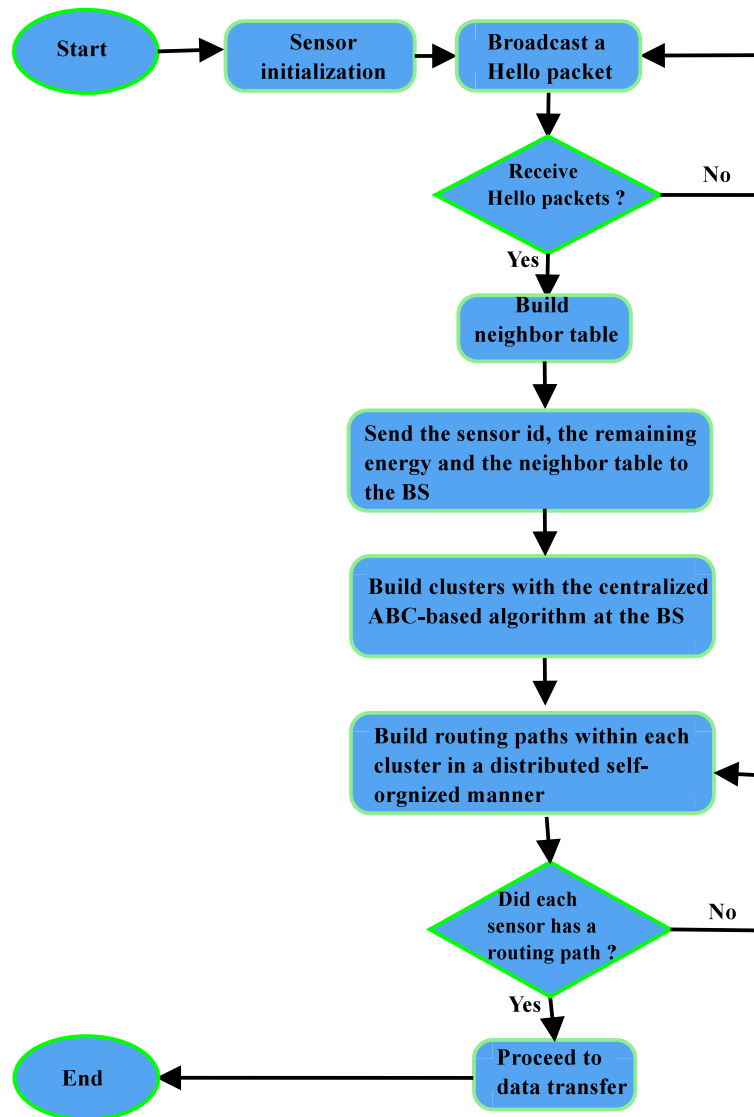 Start
Sensor
initialization
Broadcast a
Hello packet
Receive
Hello packets ?
No
Yes
Build
neighbor table
Send the sensor id, the remaining
energy and the neighbor table to
the BS
Build clusters with the centralized
ABC-based algorithm at the BS
Build routing paths within each
cluster in a distributed self-
orgnized manner
Did each
sensor has a
routing path ?
No
Yes
Proceed to
data transfer
End